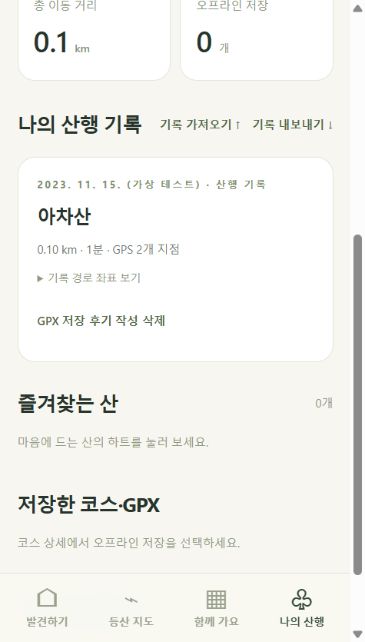 총 이동 거리
오프라인 저장
0.1 km
0 개
나의 산행 기록
기록 가져오기 ↑
기록 내보내기 ↓
2023. 11. 15. (가상 테스트) · 산행 기록
아차산
0.10 km · 1분 · GPS 2개 지점
▶ 기록 경로 좌표 보기
GPX 저장 후기 작성 삭제
즐겨찾는 산
0개
마음에 드는 산의 하트를 눌러 보세요.
저장한 코스·GPX
코스 상세에서 오프라인 저장을 선택하세요.
발견하기
등산 지도
함께 가요
나의 산행